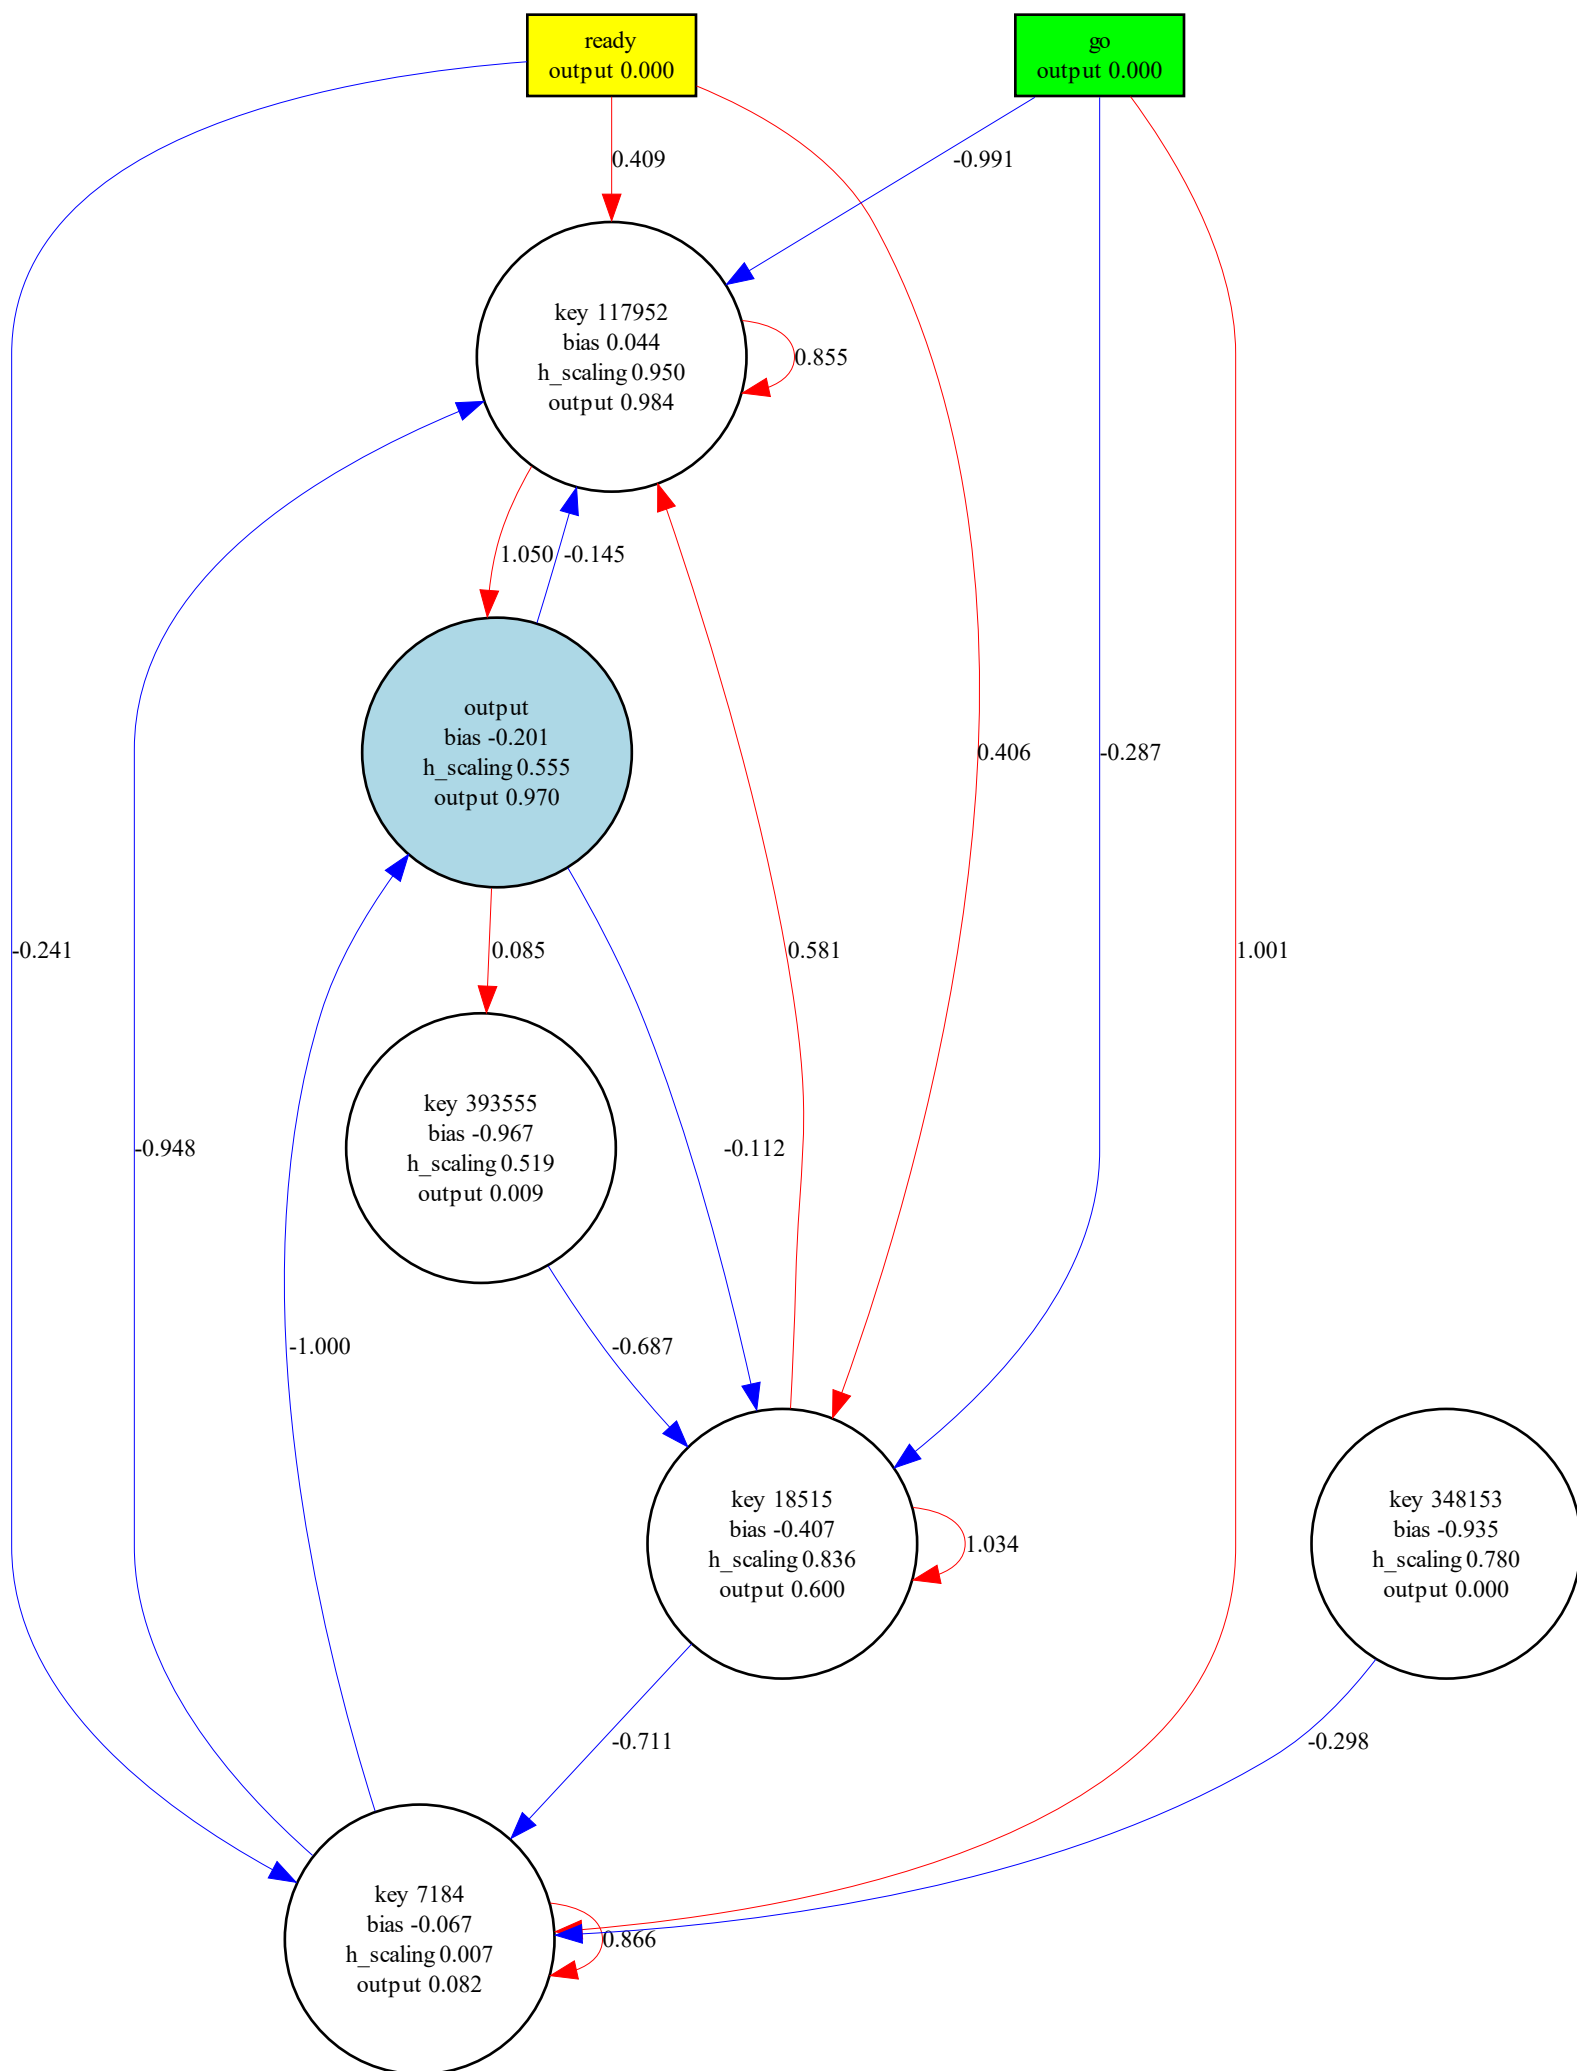 ready
output 0.000
go
output 0.000
0.409
-0.991
key 117952
bias 0.044
h_scaling 0.950
output 0.984
0.855
1.050
-0.145
output
bias -0.201
h_scaling 0.555
output 0.970
0.406
-0.287
-0.241
0.085
0.581
1.001
key 393555
bias -0.967
h_scaling 0.519
output 0.009
-0.948
-0.112
-1.000
-0.687
key 18515
bias -0.407
h_scaling 0.836
output 0.600
1.034
key 348153
bias -0.935
h_scaling 0.780
output 0.000
-0.711
-0.298
key 7184
bias -0.067
h_scaling 0.007
output 0.082
0.866